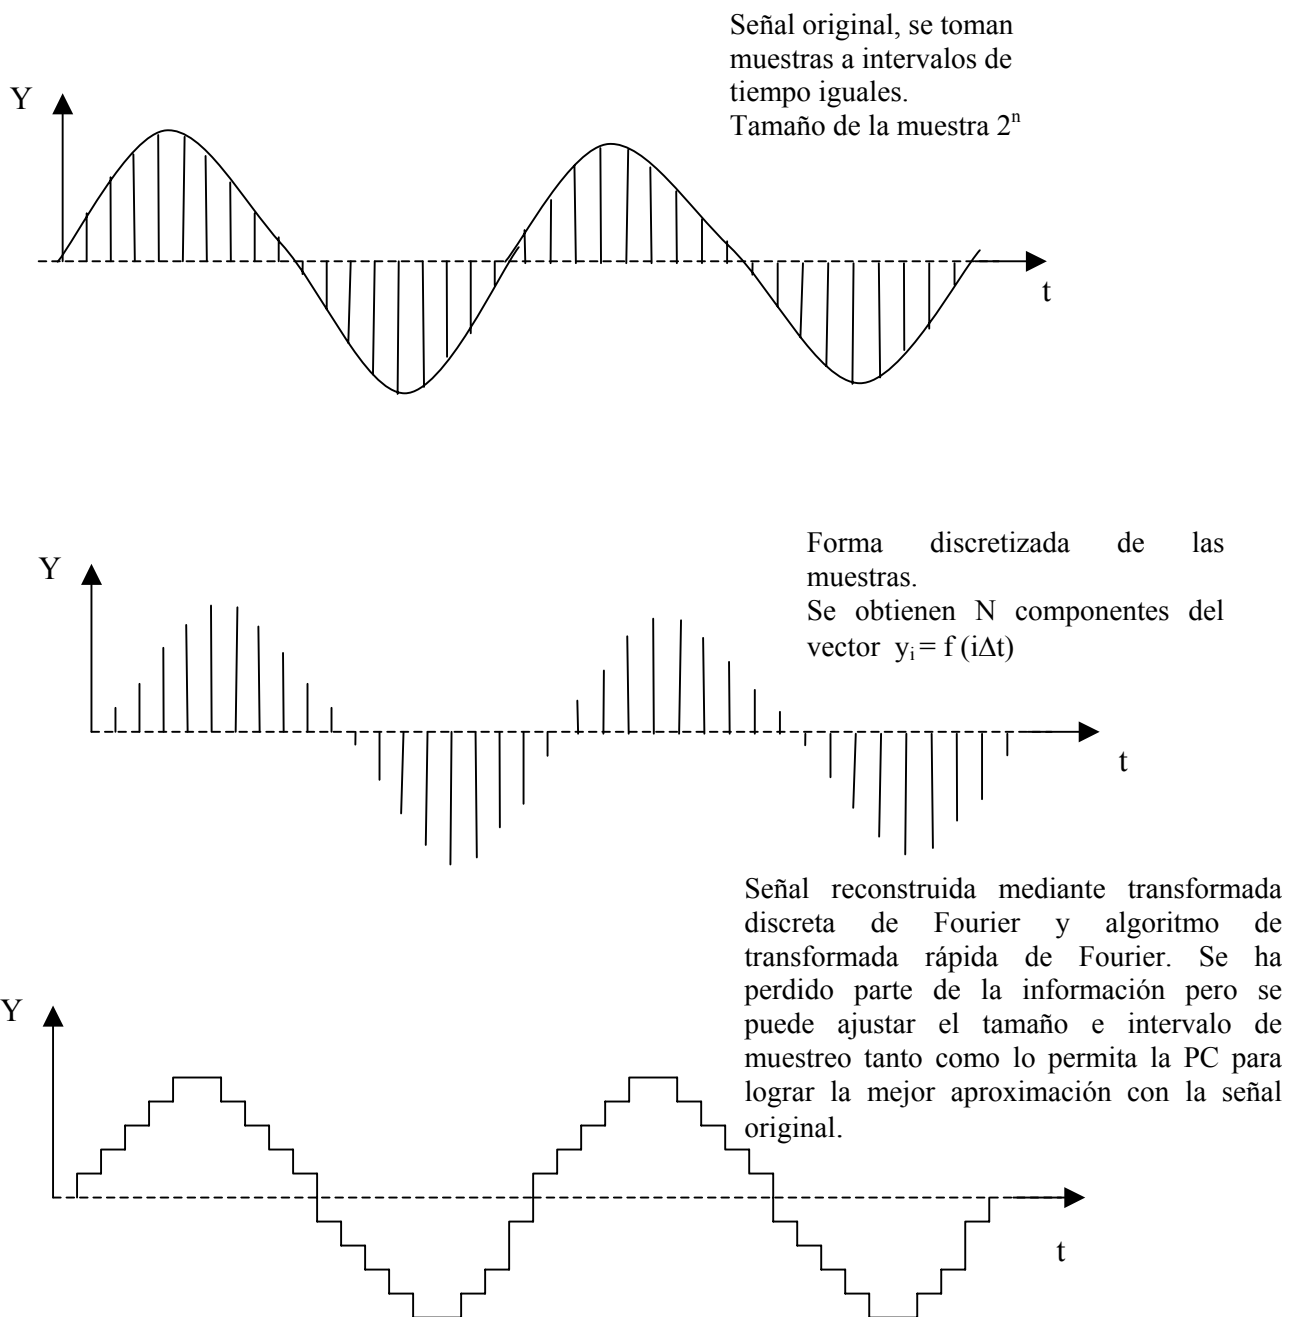 Señal original, se toman
muestras a intervalos de
tiempo iguales.
Tamaño de la muestra 2ⁿ
Y
t
Forma discretizada de las
muestras.
Se obtienen N componentes del
vector yᵢ = f (iΔt)
Y
t
Señal reconstruida mediante transformada
discreta de Fourier y algoritmo de
transformada rápida de Fourier. Se ha
perdido parte de la información pero se
puede ajustar el tamaño e intervalo de
muestreo tanto como lo permita la PC para
lograr la mejor aproximación con la señal
original.
Y
t